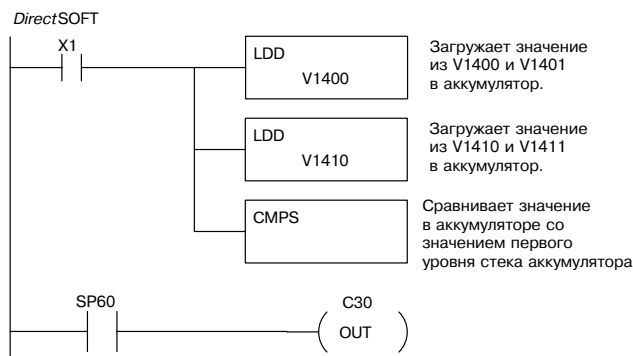 DirectSOFT
X1
LDD
V1400
Загружает значение
из V1400 и V1401
в аккумулятор.
LDD
V1410
Загружает значение
из V1410 и V1411
в аккумулятор.
CMPS
Сравнивает значение
в аккумуляторе со
значением первого
уровня стека аккумулятора
SP60
C30
OUT